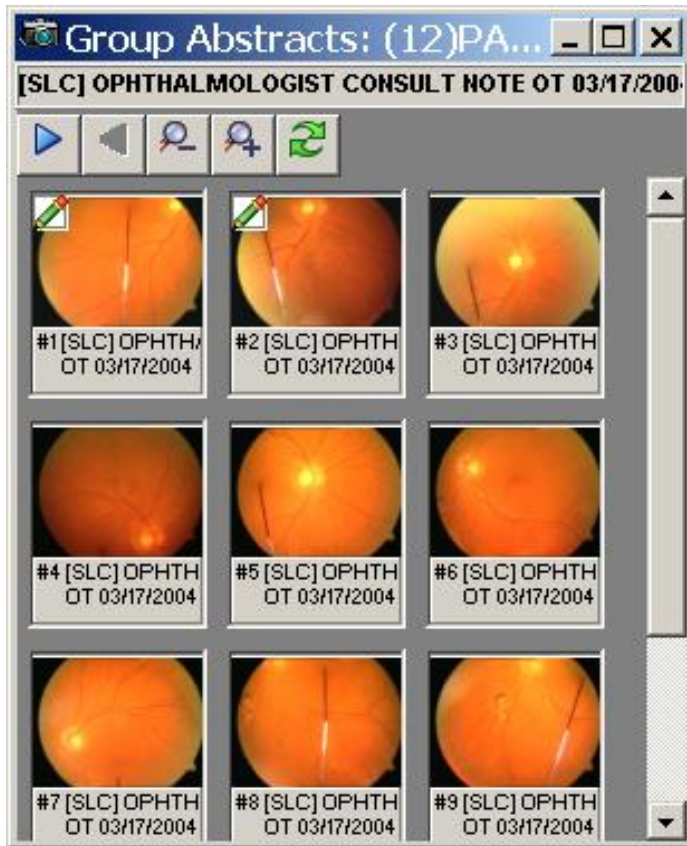 Group Abstracts: (12)PA...
[SLC] OPHTHALMOLOGIST CONSULT NOTE OT 03/17/200
#1 [SLC] OPHTH
OT 03/17/2004
#2 [SLC] OPHTH
OT 03/17/2004
#3 [SLC] OPHTH
OT 03/17/2004
#4 [SLC] OPHTH
OT 03/17/2004
#5 [SLC] OPHTH
OT 03/17/2004
#6 [SLC] OPHTH
OT 03/17/2004
#7 [SLC] OPHTH
OT 03/17/2004
#8 [SLC] OPHTH
OT 03/17/2004
#9 [SLC] OPHTH
OT 03/17/2004